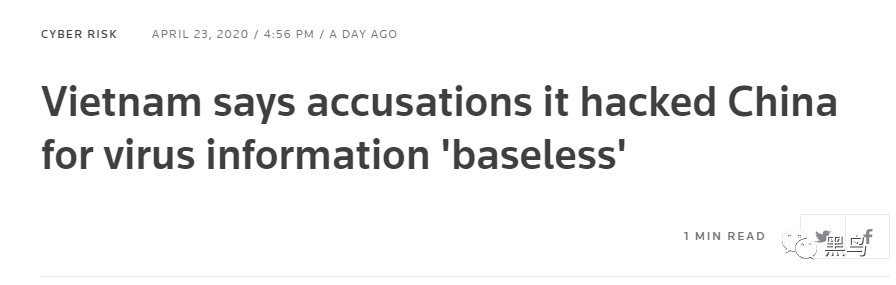 CYBER RISK APRIL 23, 2020 / 4:56 PM / A DAY AGO
Vietnam says accusations it hacked China
for virus information 'baseless'
1 MIN READ
黑鸟